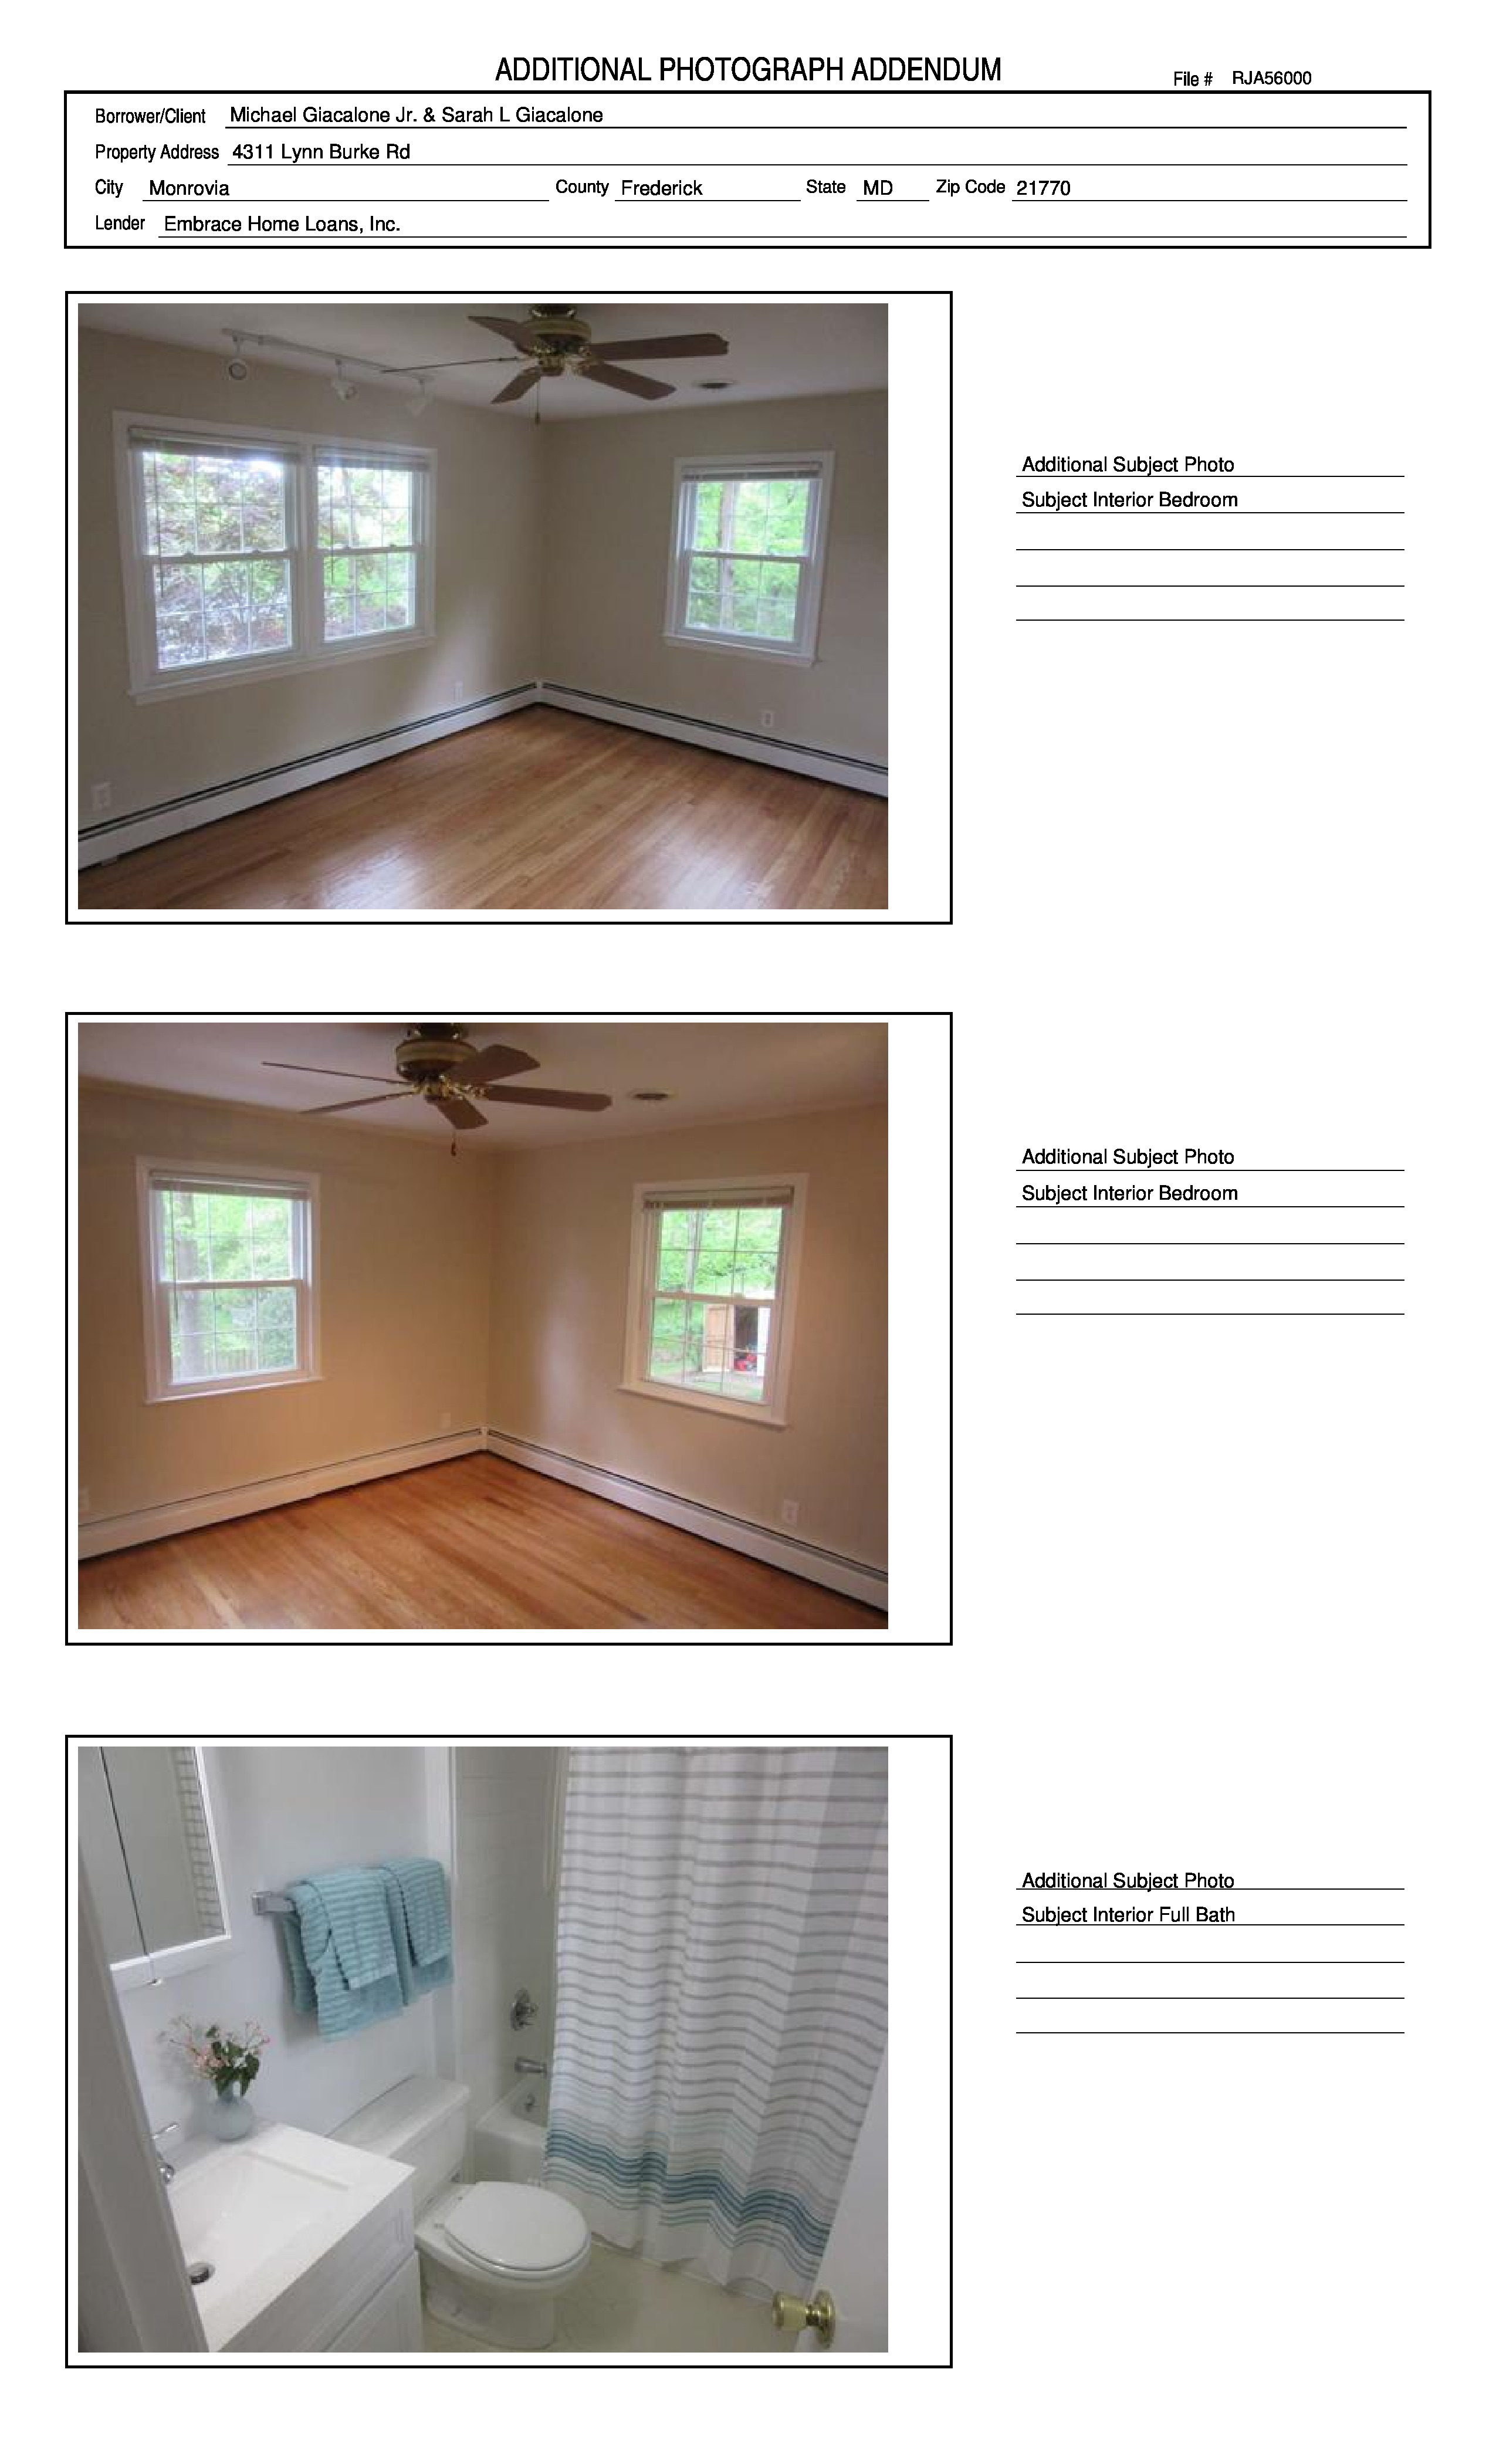 ADDITIONAL PHOTOGRAPH ADDENDUM File # RJA56000
Borrower/Client Michael Giacalone Jr. & Sarah L Giacalone
Property Address 4311 Lynn Burke Rd
City Monrovia County Frederick State MD Zip Code 21770
Lender Embrace Home Loans, Inc.
Additional Subject Photo
Subject Interior Bedroom
Additional Subject Photo
Subject Interior Bedroom
Additional Subject Photo
Subject Interior Full Bath